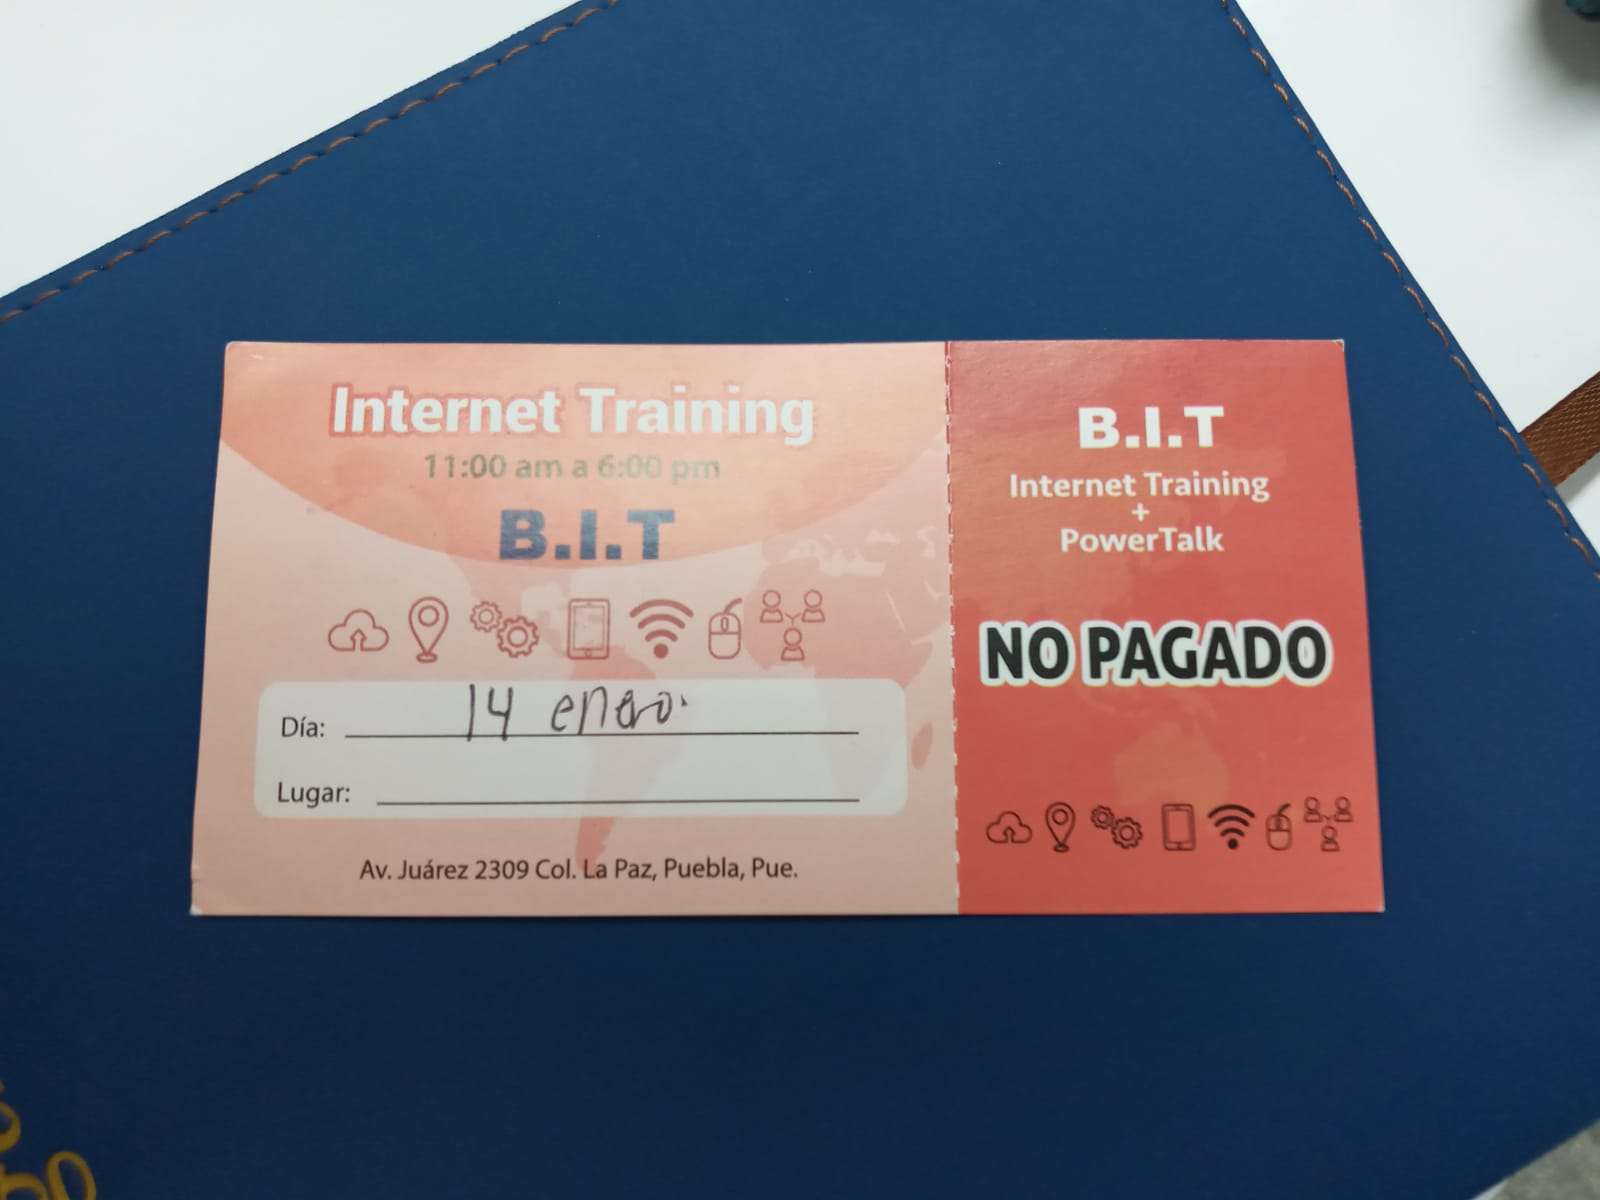 Internet Training
11:00 am a 6:00 pm
B.I.T
Día: 14 enero.
Lugar:
Av. Juárez 2309 Col. La Paz, Puebla, Pue.
B.I.T
Internet Training
+
PowerTalk
NO PAGADO